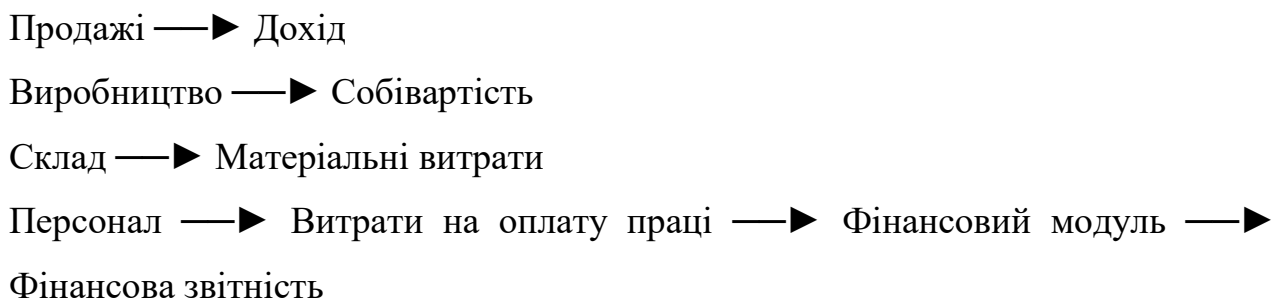 Продажі ──► Дохід
Виробництво ──► Собівартість
Склад ──► Матеріальні витрати
Персонал ──► Витрати на оплату праці ──► Фінансовий модуль ──►
Фінансова звітність